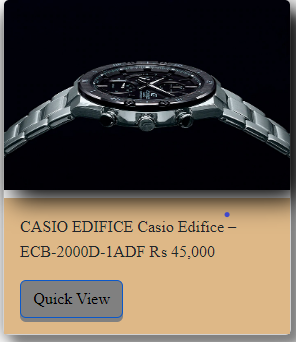 CASIO EDIFICE Casio Edifice –
ECB-2000D-1ADF Rs 45,000
Quick View